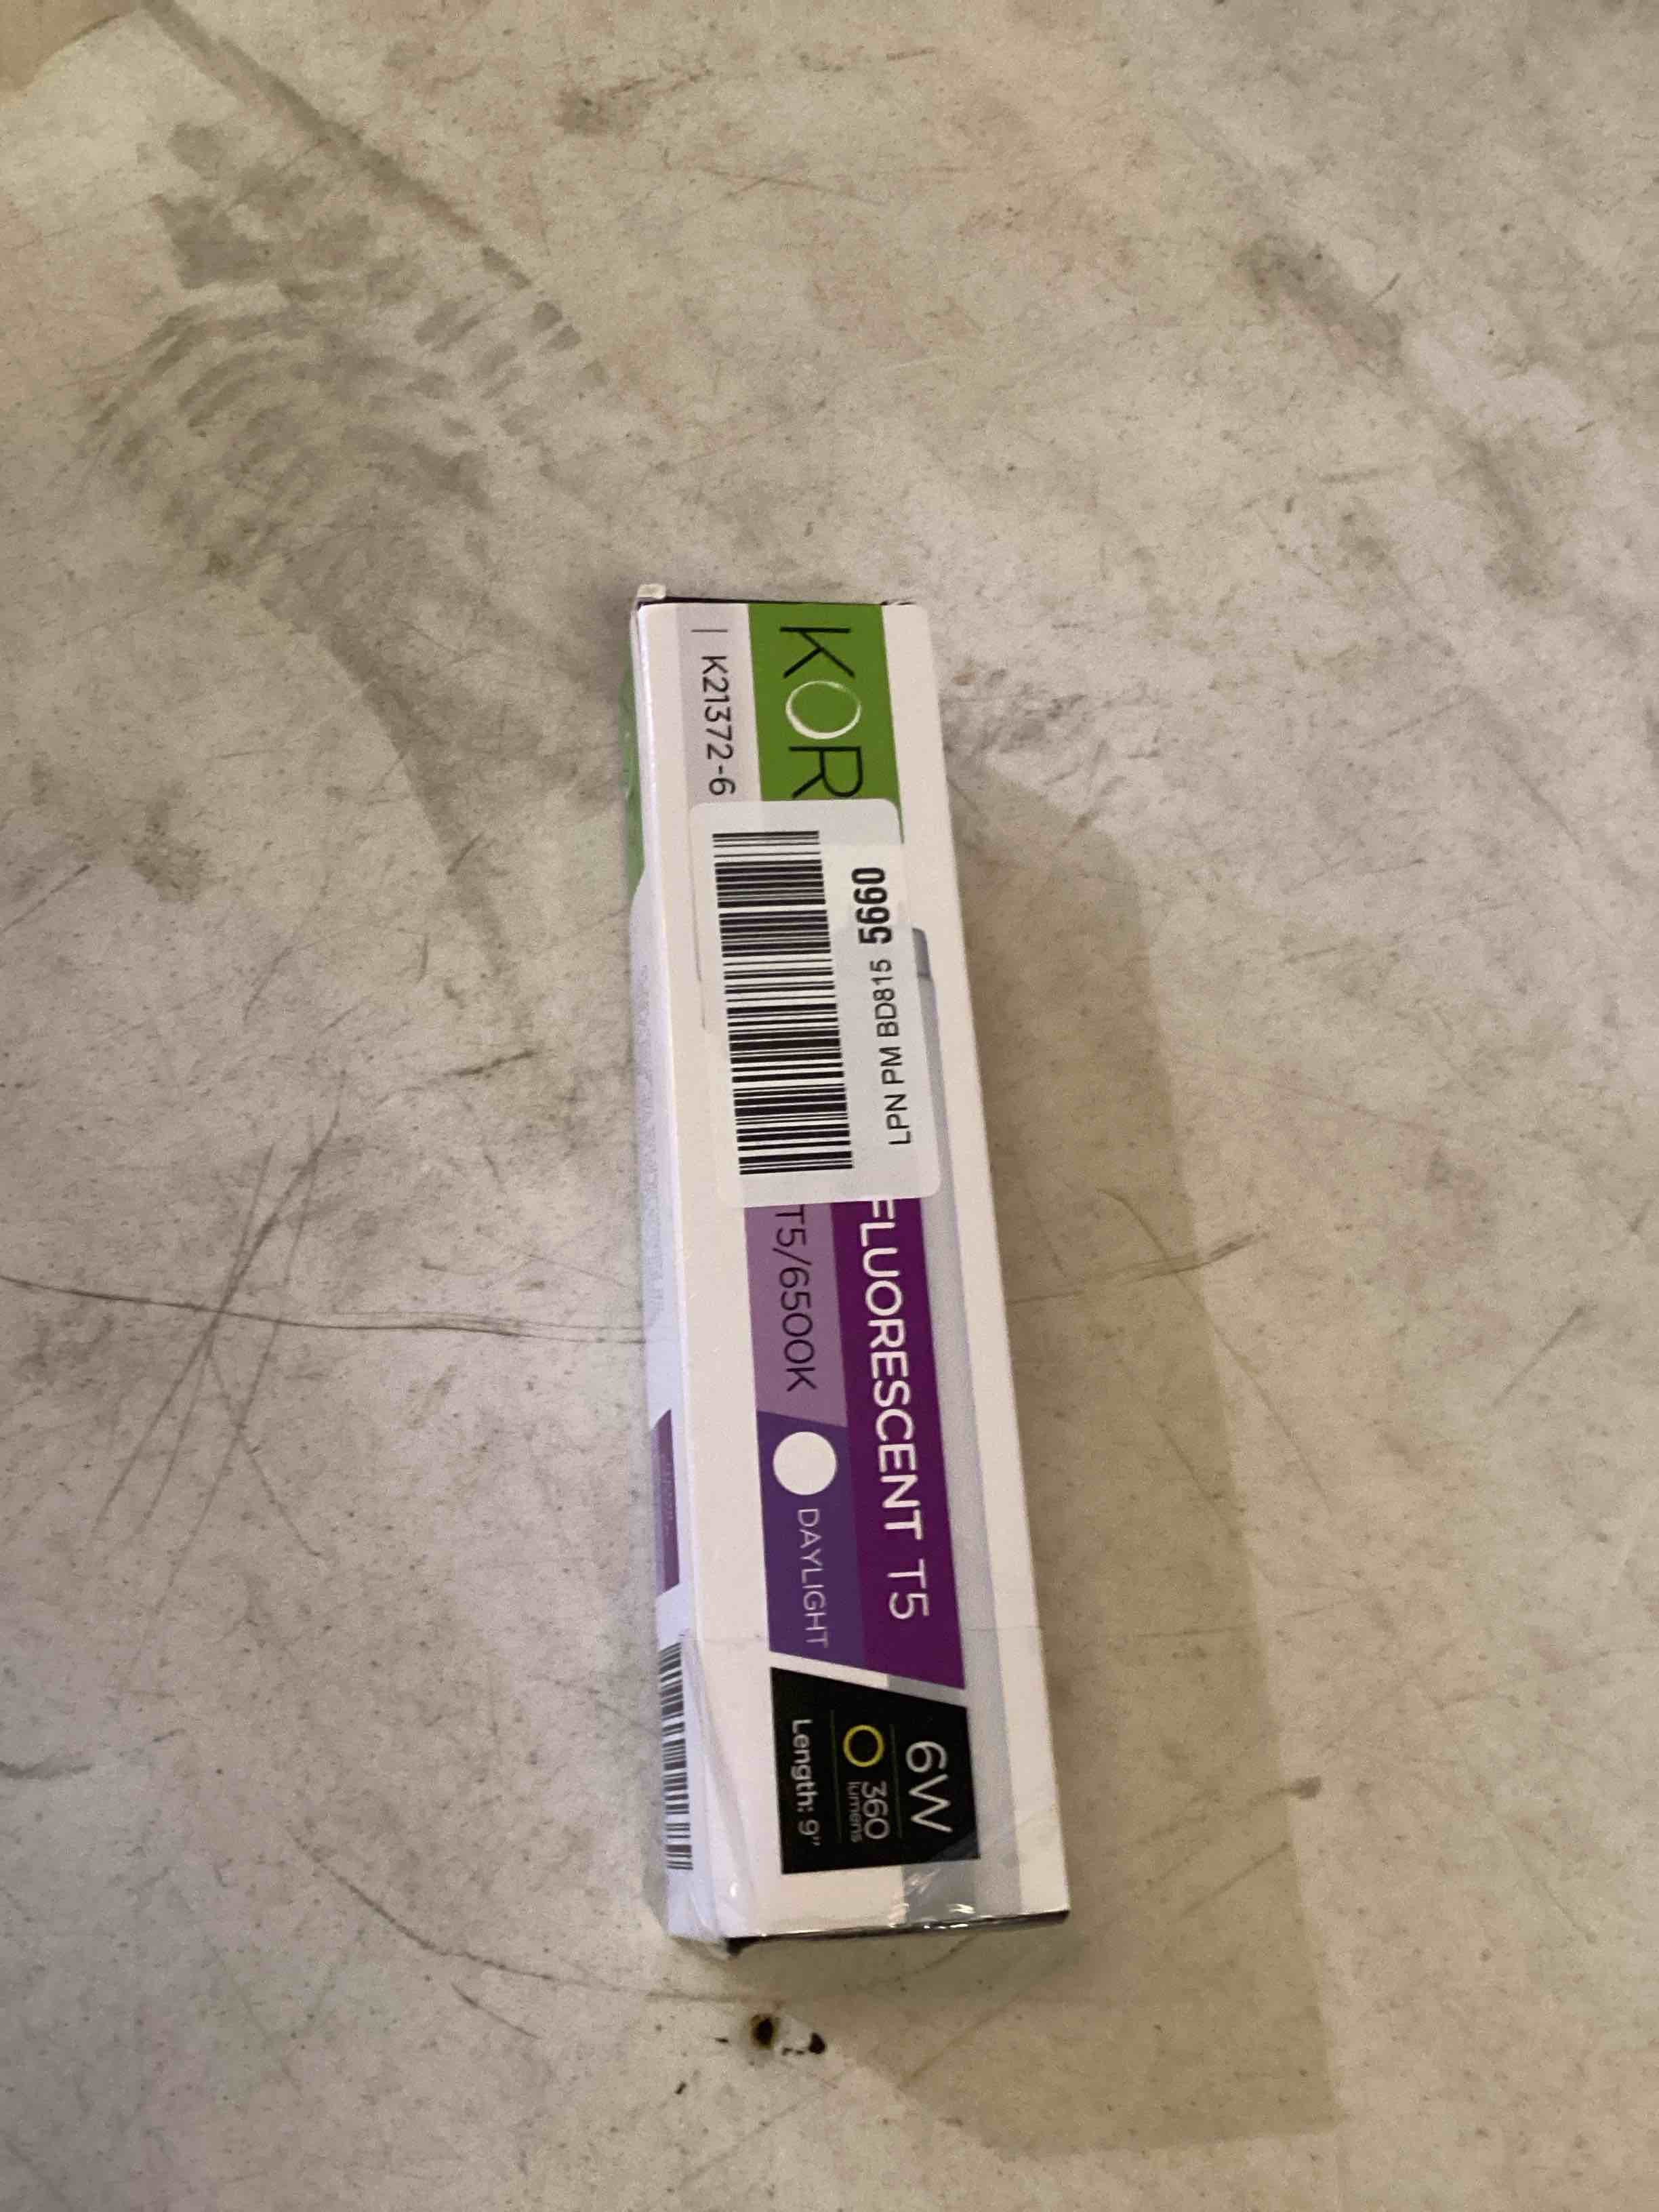 KOR
| K21372-6
LPN PM BD815 5660
FLUORESCENT T5
T5/6500K
DAYLIGHT
6W
360
lumens
Length: 9"